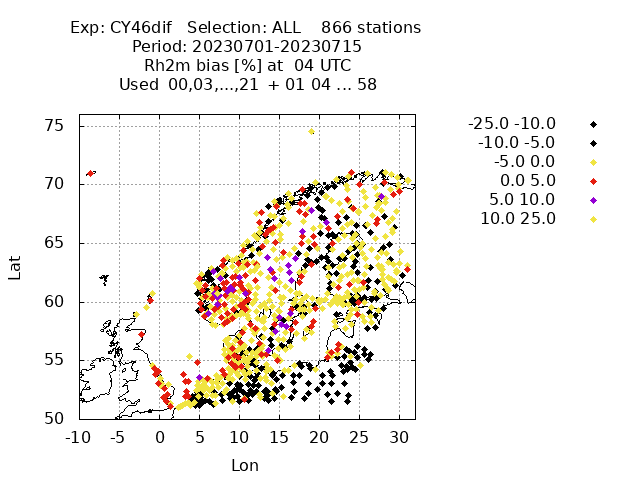 Exp: CY46dif   Selection: ALL    866 stations
Period: 20230701-20230715
Rh2m bias [%] at  04 UTC
Used  00,03,...,21  + 01 04 ... 58
-25.0 -10.0
-10.0 -5.0
-5.0 0.0
0.0 5.0
5.0 10.0
10.0 25.0
75
70
65
60
55
50
Lat
-10 -5 0 5 10 15 20 25 30
Lon